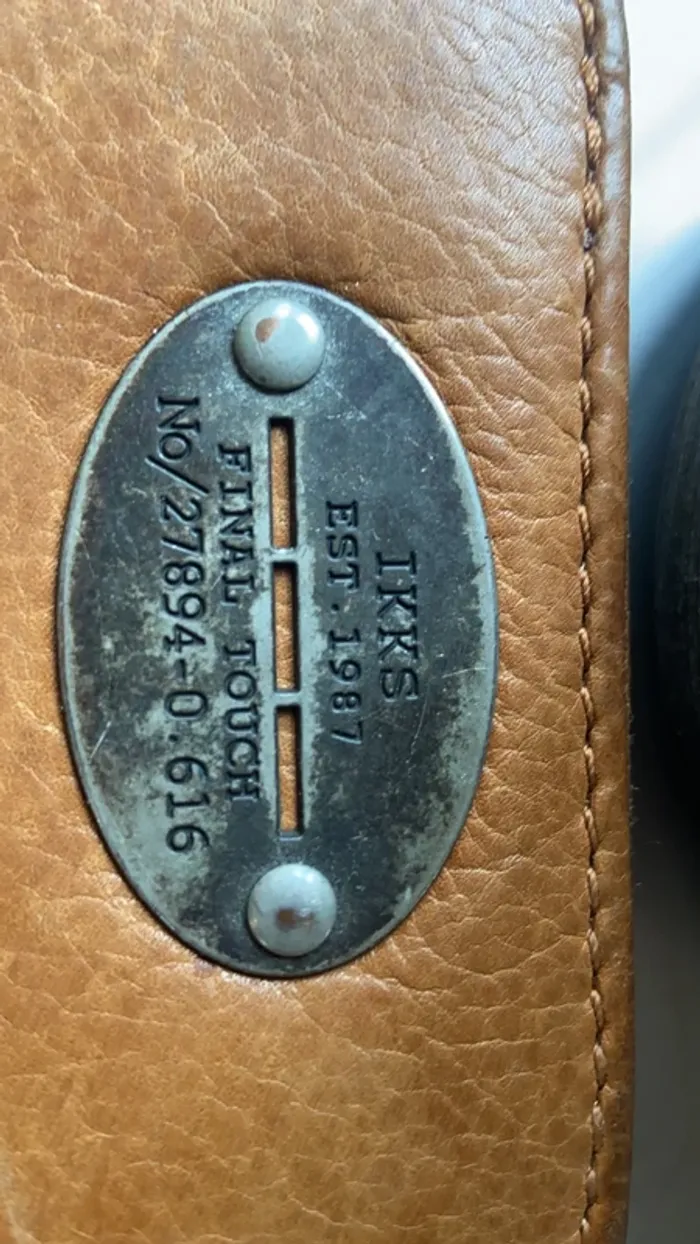 IKKS
EST. 1987
FINAL TOUCH
No/27894-0.616